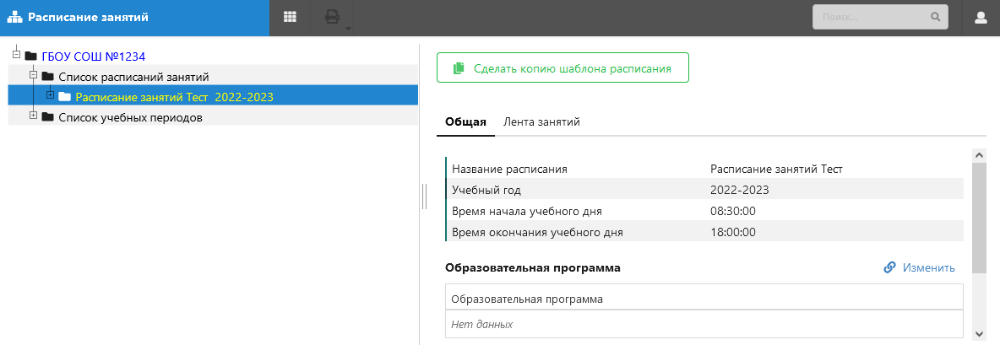 Расписание занятий
Поиск...
ГБОУ СОШ №1234
Список расписаний занятий
Расписание занятий Тест 2022-2023
Список учебных периодов
Сделать копию шаблона расписания
Общая Лента занятий
Название расписания Расписание занятий Тест
Учебный год 2022-2023
Время начала учебного дня 08:30:00
Время окончания учебного дня 18:00:00
Образовательная программа Изменить
Образовательная программа
Нет данных